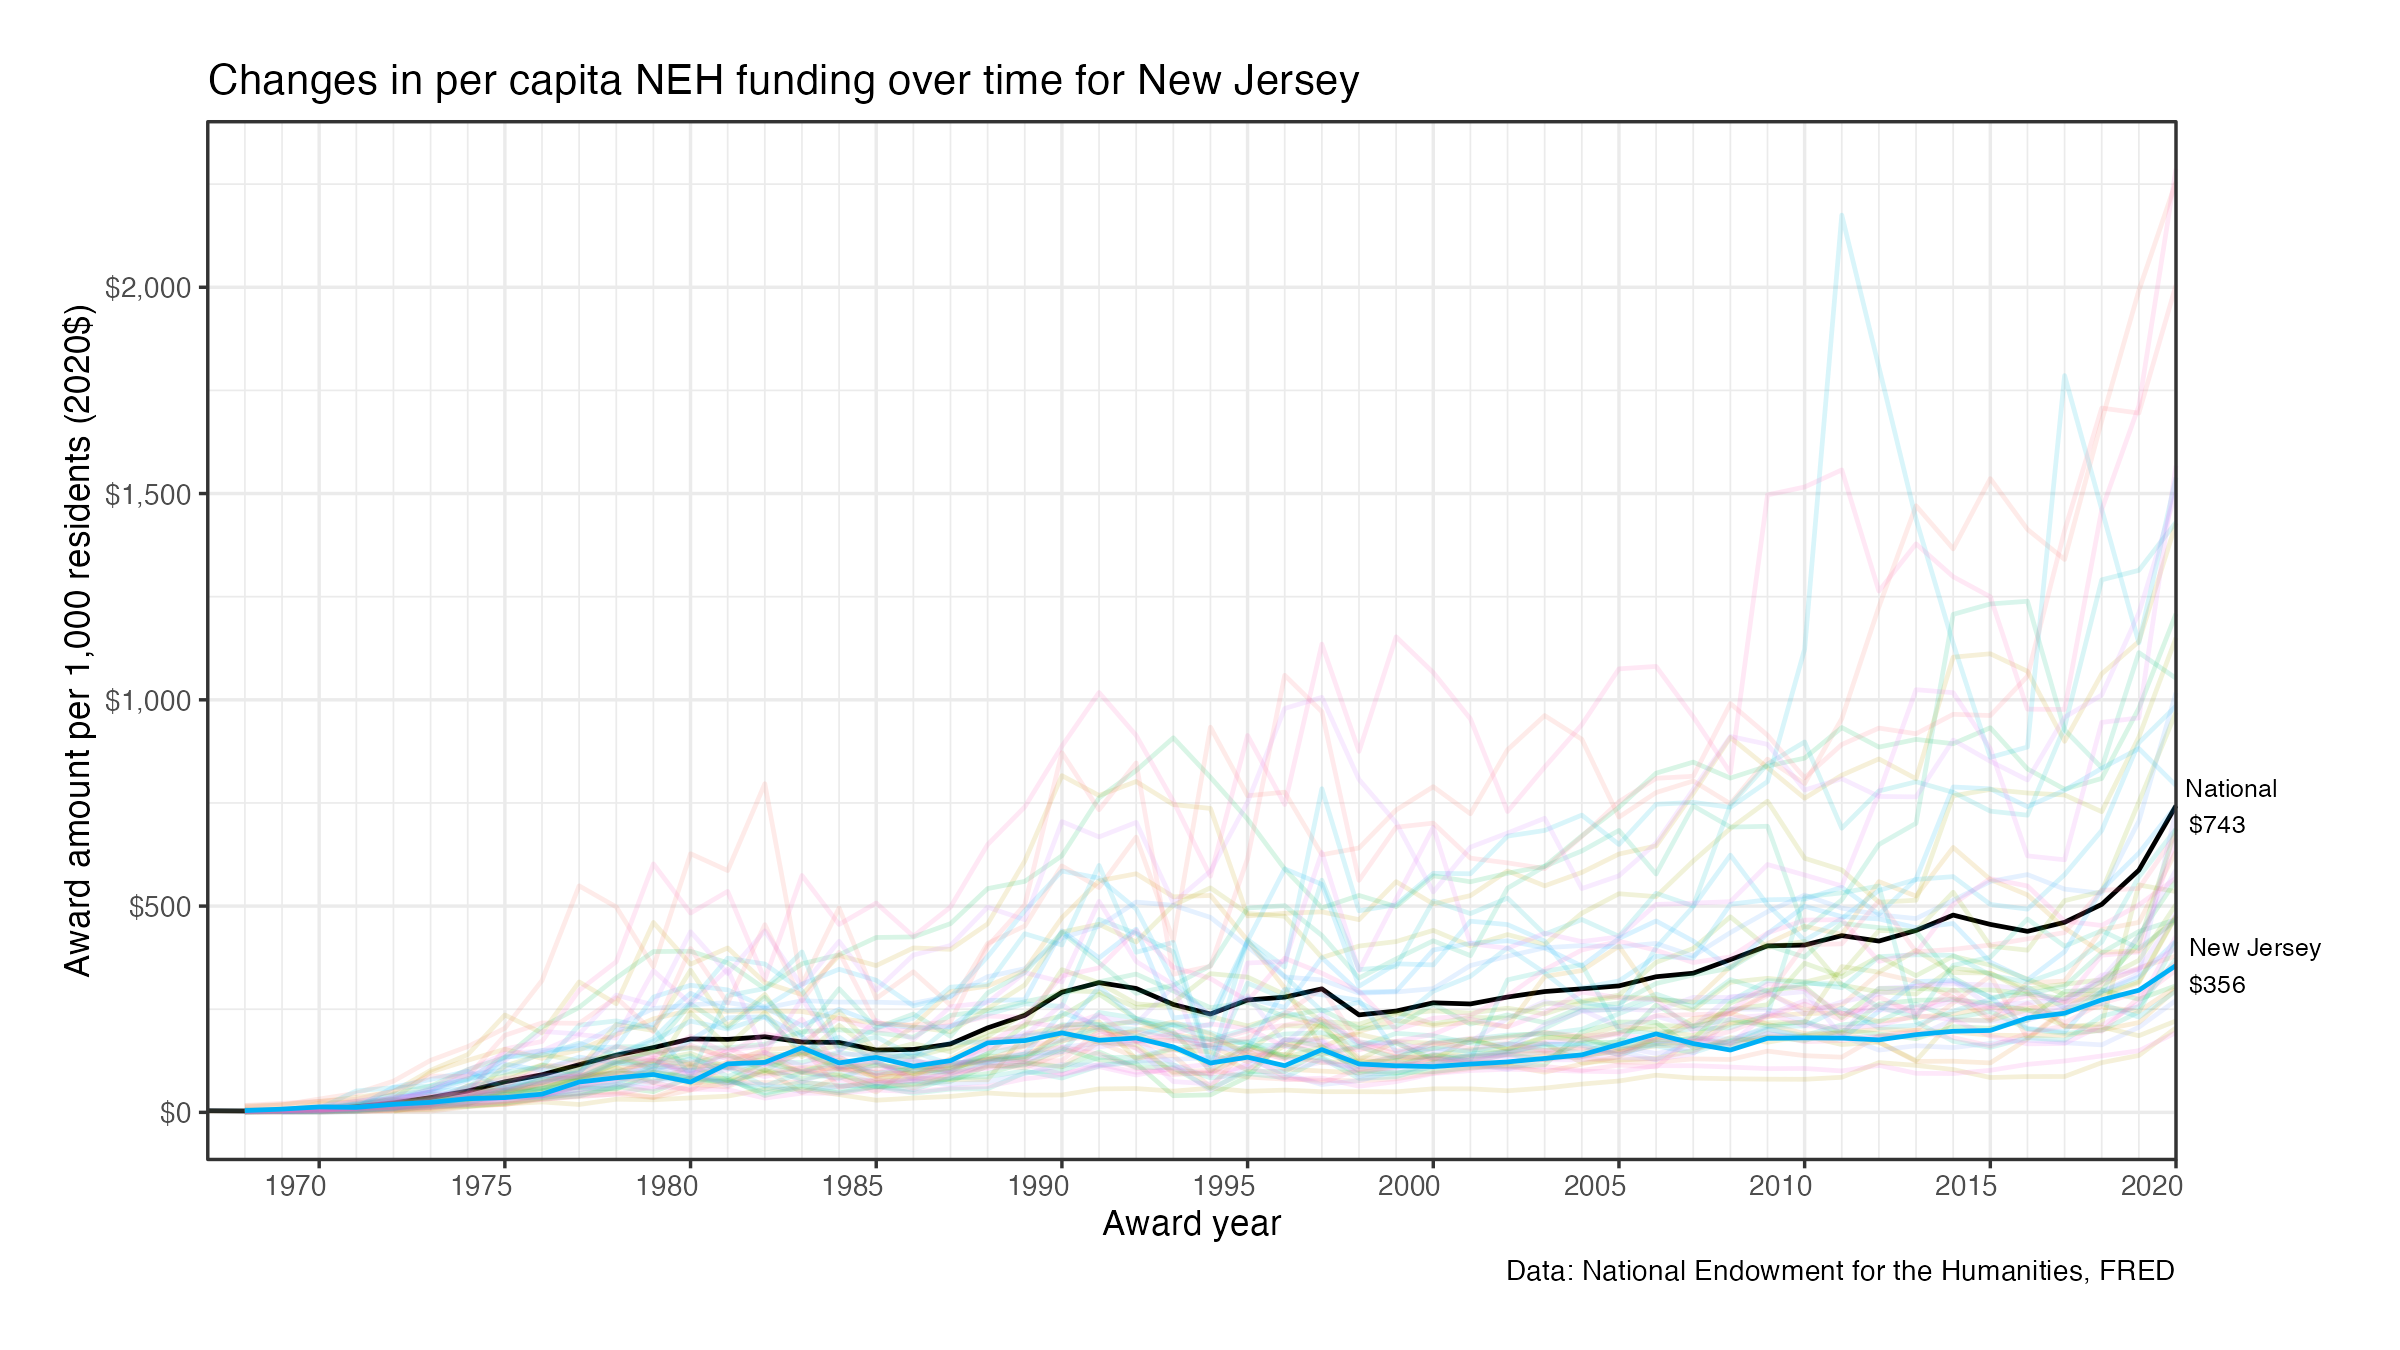 Changes in per capita NEH funding over time for New Jersey
Award amount per 1,000 residents (2020$)
$2,000
$1,500
$1,000
$500
$0
National
$743
New Jersey
$356
1970 1975 1980 1985 1990 1995 2000 2005 2010 2015 2020
Award year
Data: National Endowment for the Humanities, FRED